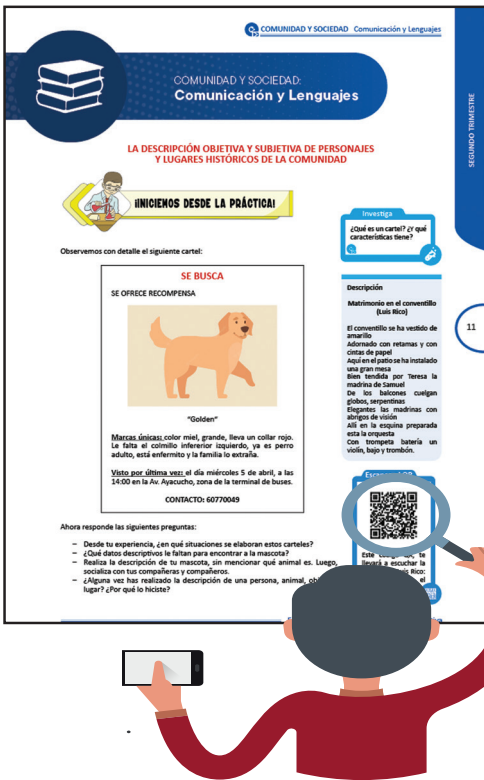 COMUNIDAD Y SOCIEDAD Comunicación y Lenguajes
COMUNIDAD Y SOCIEDAD:
Comunicación y Lenguajes
SEGUNDO TRIMESTRE
LA DESCRIPCIÓN OBJETIVA Y SUBJETIVA DE PERSONAJES
Y LUGARES HISTÓRICOS DE LA COMUNIDAD
¡INICIEMOS DESDE LA PRÁCTICA!
Observemos con detalle el siguiente cartel:
SE BUSCA
SE OFRECE RECOMPENSA
"Golden"
Marcas únicas: color miel, grande, lleva un collar rojo.
Le falta el colmillo inferior izquierdo, ya es perro
adulto, está enfermito y la familia lo extraña.
Visto por última vez: el día miércoles 5 de abril, a las
14:00 en la Av. Ayacucho, zona de la terminal de buses.
CONTACTO: 60770049
Ahora responde las siguientes preguntas:
– Desde tu experiencia, ¿en qué situaciones se elaboran estos carteles?
– ¿Qué datos descriptivos le faltan para encontrar a la mascota?
– Realiza la descripción de tu mascota, sin mencionar qué animal es. Luego,
socializa con tus compañeras y compañeros.
– ¿Alguna vez has realizado la descripción de una persona, animal,
lugar? ¿Por qué lo hiciste?
Investiga
¿Qué es un cartel? ¿Y qué
características tiene?
Descripción
Matrimonio en el conventillo
(Luis Rico)
El conventillo se ha vestido de
amarillo
Adornado con retamas y con
cintas de papel
Aquí en el patio se ha instalado
una gran mesa
Bien tendida por Teresa la
madrina de Samuel
De los balcones cuelgan
globos, serpentinas
Elegantes las madrinas con
abrigos de visión
Allí en la esquina preparada
esta la orquesta
Con trompeta batería un
violín, bajo y trombón.
11
Este te
llevará a escuchar la
Rico:
el